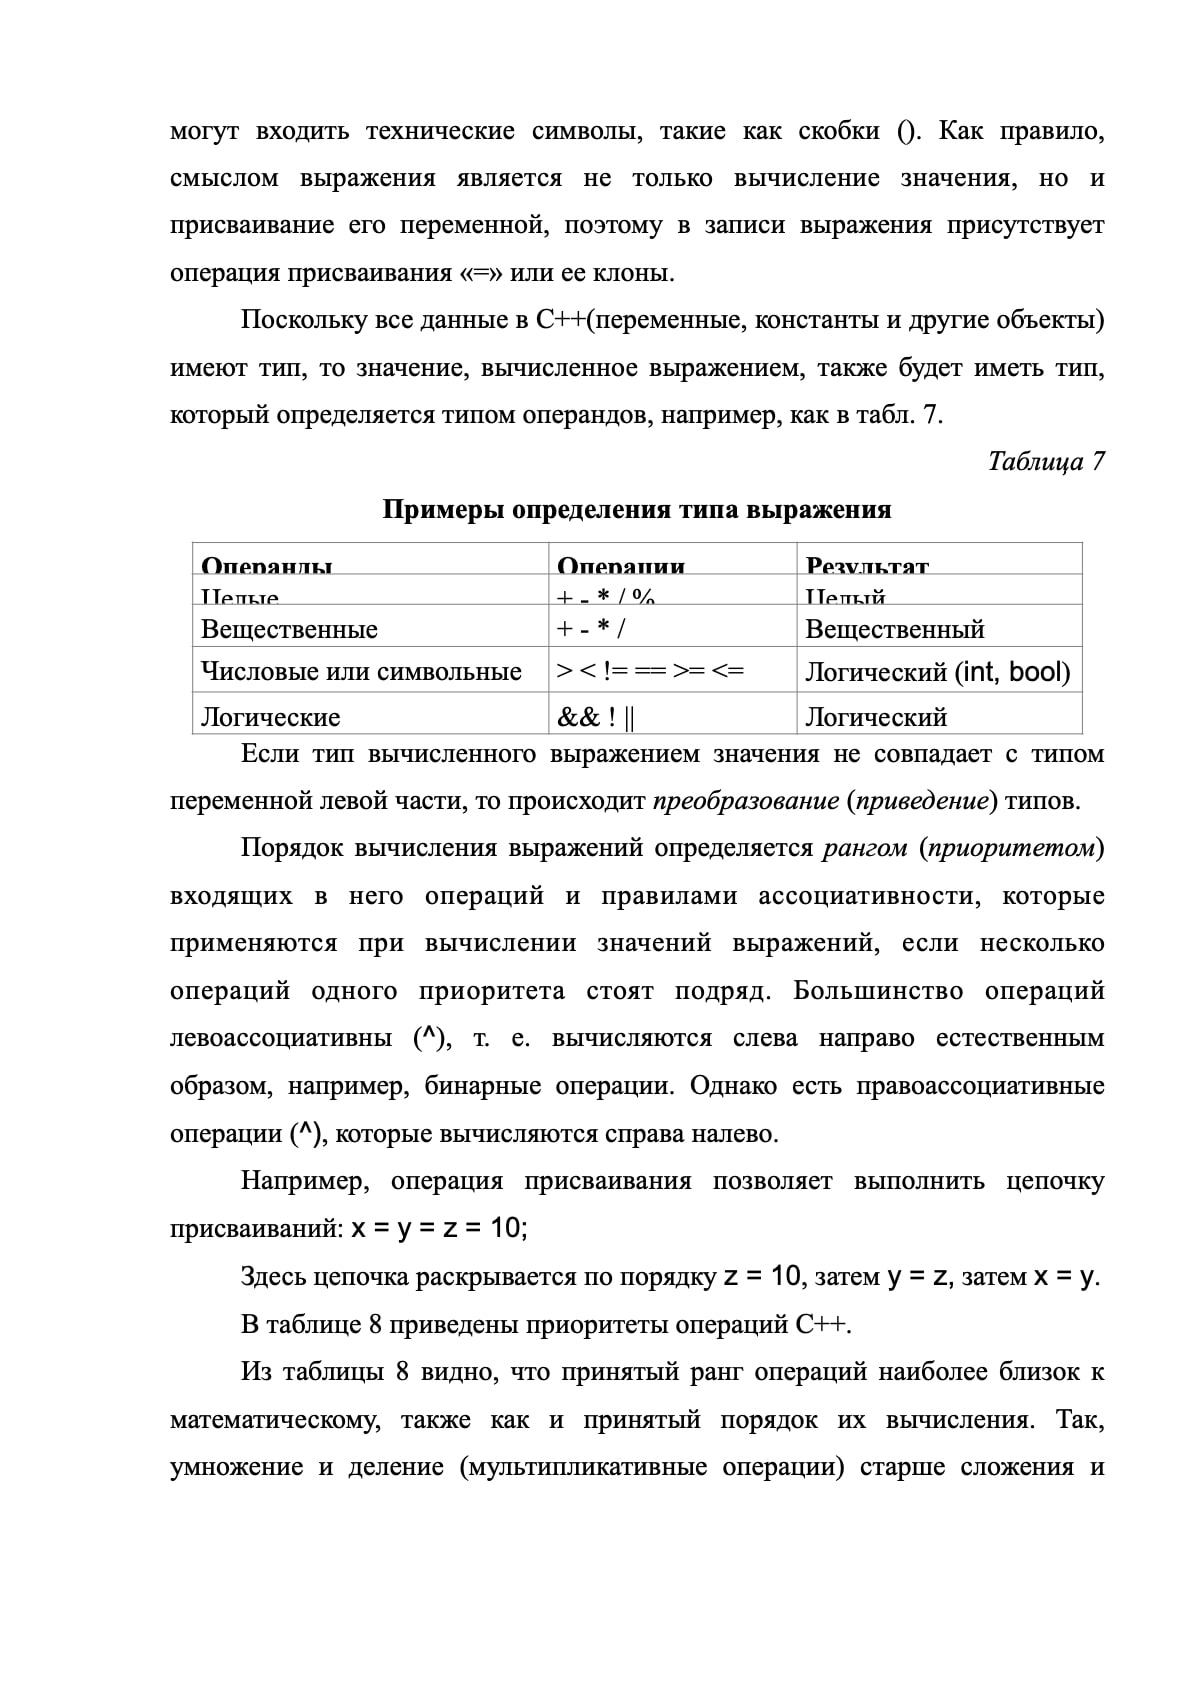 могут входить технические символы, такие как скобки (). Как правило,
смыслом выражения является не только вычисление значения, но и
присваивание его переменной, поэтому в записи выражения присутствует
операция присваивания «=» или ее клоны.
Поскольку все данные в С++(переменные, константы и другие объекты)
имеют тип, то значение, вычисленное выражением, также будет иметь тип,
который определяется типом операндов, например, как в табл. 7.
Таблица 7
Примеры определения типа выражения
Операнды Операции Результат
Целые + - * / % Целый
Вещественные + - * / Вещественный
Числовые или символьные > < != == >= <= Логический (int, bool)
Логические && ! || Логический
Если тип вычисленного выражением значения не совпадает с типом
переменной левой части, то происходит преобразование (приведение) типов.
Порядок вычисления выражений определяется рангом (приоритетом)
входящих в него операций и правилами ассоциативности, которые
применяются при вычислении значений выражений, если несколько
операций одного приоритета стоят подряд. Большинство операций
левоассоциативны (^), т. е. вычисляются слева направо естественным
образом, например, бинарные операции. Однако есть правоассоциативные
операции (^), которые вычисляются справа налево.
Например, операция присваивания позволяет выполнить цепочку
присваиваний: x = y = z = 10;
Здесь цепочка раскрывается по порядку z = 10, затем y = z, затем x = y.
В таблице 8 приведены приоритеты операций С++.
Из таблицы 8 видно, что принятый ранг операций наиболее близок к
математическому, также как и принятый порядок их вычисления. Так,
умножение и деление (мультипликативные операции) старше сложения и